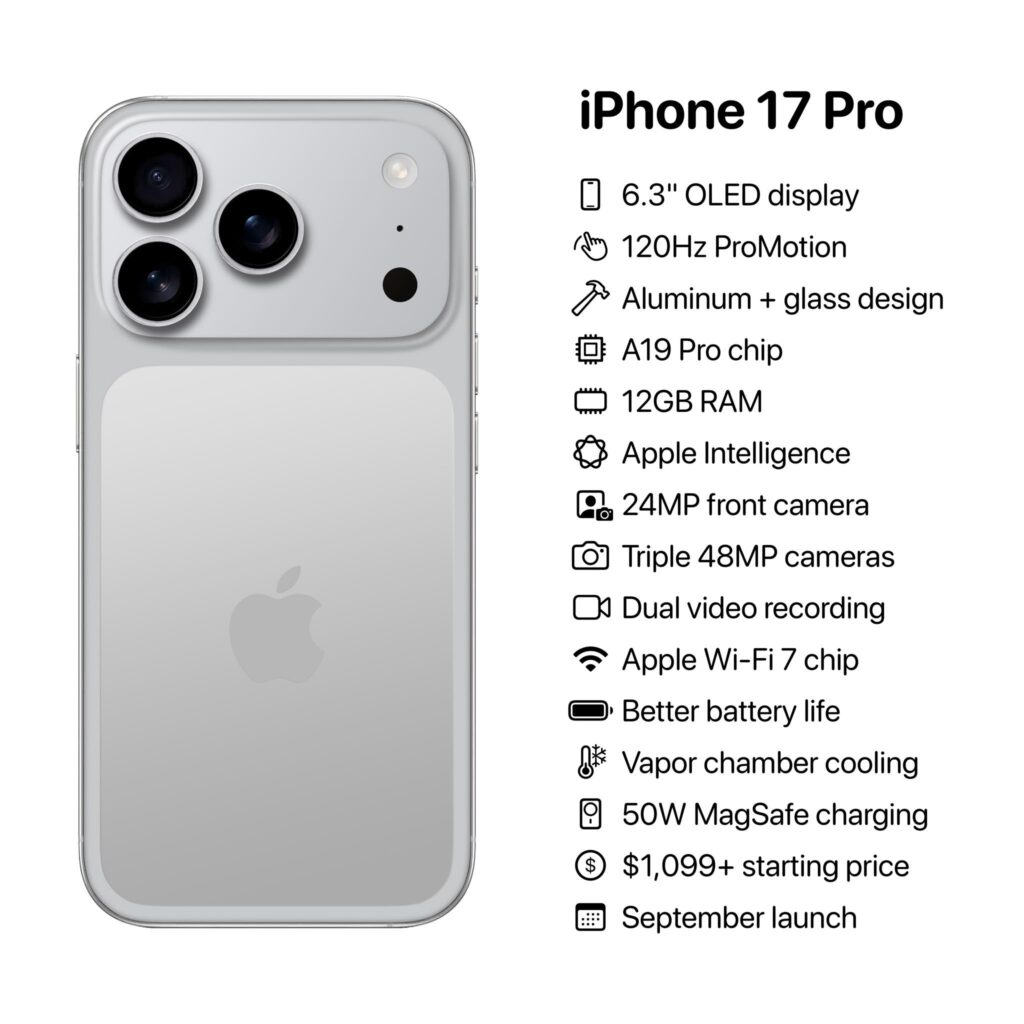 iPhone 17 Pro
6.3" OLED display
120Hz ProMotion
Aluminum + glass design
A19 Pro chip
12GB RAM
Apple Intelligence
24MP front camera
Triple 48MP cameras
Dual video recording
Apple Wi-Fi 7 chip
Better battery life
Vapor chamber cooling
50W MagSafe charging
$1,099+ starting price
September launch